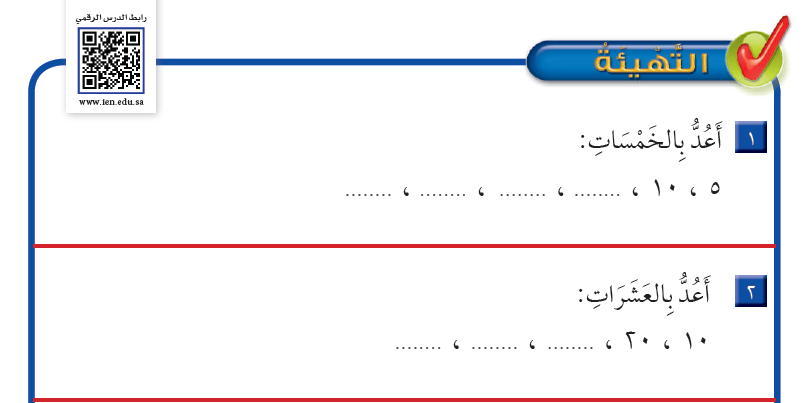 رابط الدرس الرقمي
www.ien.edu.sa
التَّهْيِئَةُ
١ أَعُدُّ بِالخَمْسَاتِ:
٥ ، ١٠ ، ........ ، ........ ، ........ ، ........
٢ أَعُدُّ بِالعَشَرَاتِ:
١٠ ، ٢٠ ، ........ ، ........ ، ........